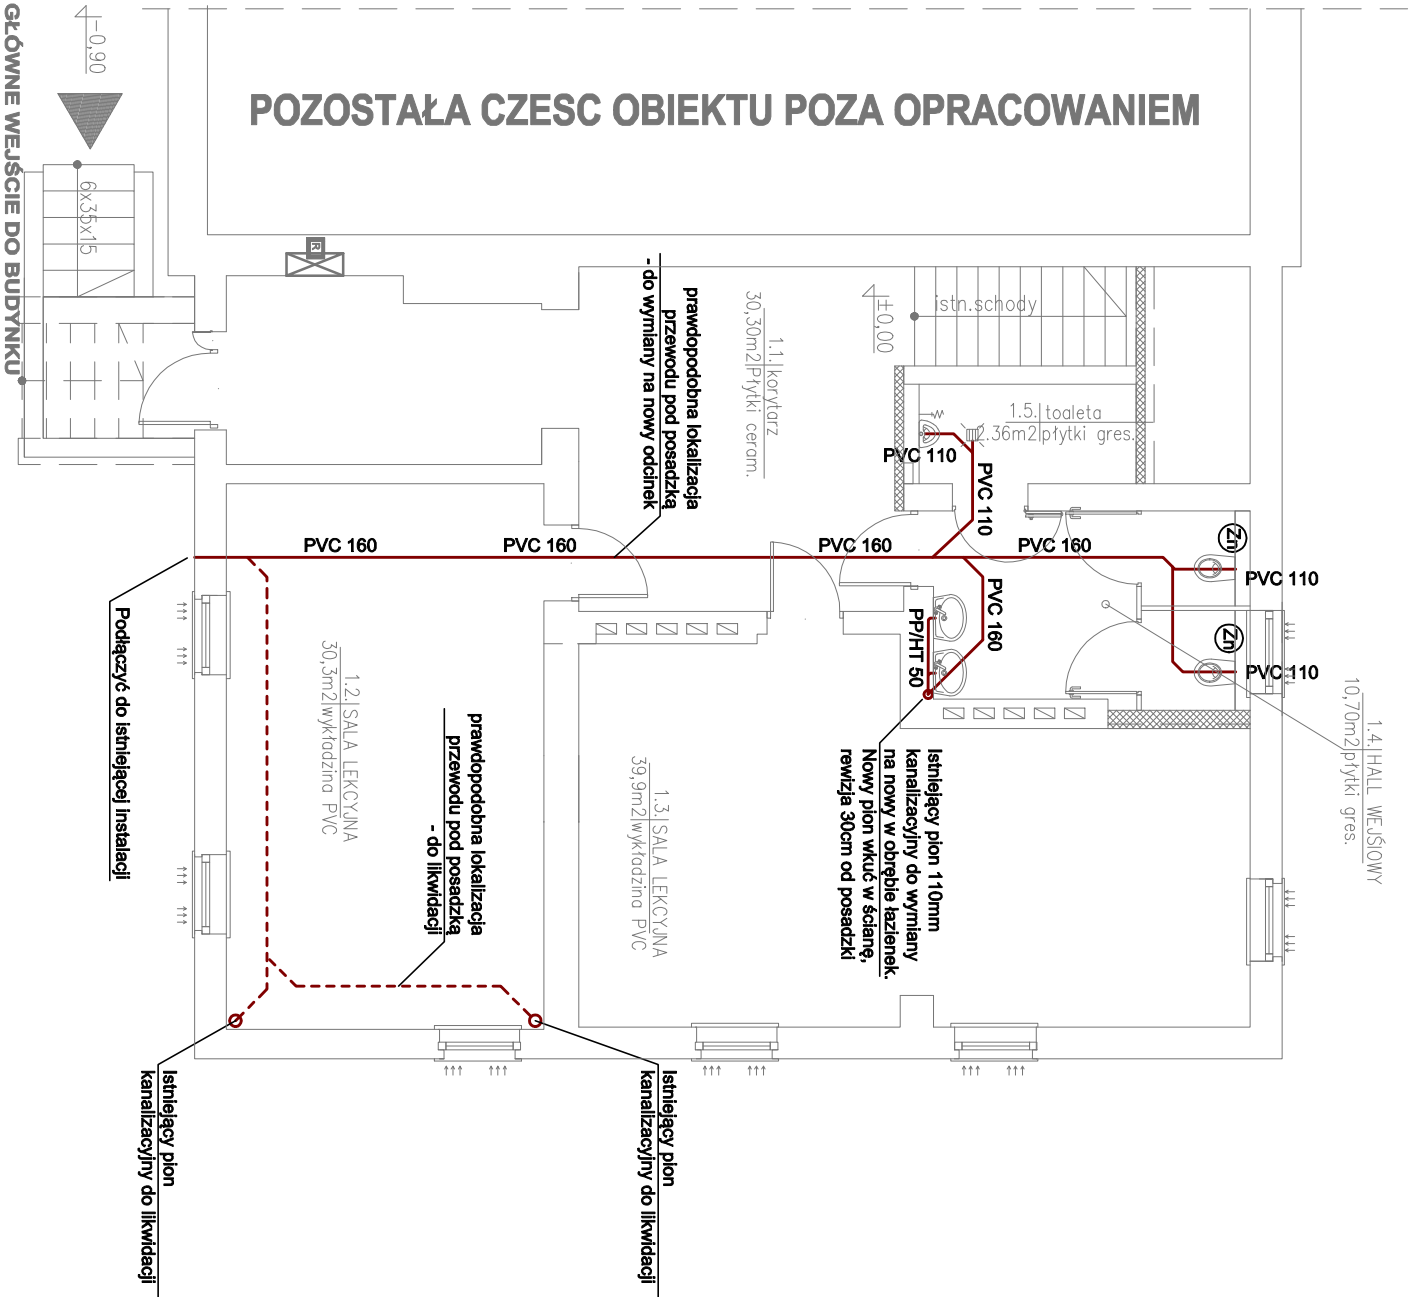 POZOSTAŁA CZESC OBIEKTU POZA OPRACOWANIEM
GŁÓWNE WEJŚCIE DO BUDYNKU
-0,90
6x35x15
R
prawdopodobna lokalizacja
przewodu pod posadzką
- do wymiany na nowy odcinek
1.1. korytarz
30,30m2 Płytki ceram.
±0,00
istn.schody
1.5. toaleta
2.36m2 płytki gres.
PVC 110
PVC 110
PVC 160
PVC 160
PVC 160
PVC 160
Zn
PVC 110
Zn
PVC 110
PVC 160
PP/HT 50
1.4. HALL WEJŚIOWY
10,70m2 płytki gres.
Podłączyć do istniejącej instalacji
1.2. SALA LEKCYJNA
30,3m2 wykładzina PVC
prawdopodobna lokalizacja
przewodu pod posadzką
- do likwidacji
1.3. SALA LEKCYJNA
39,9m2 wykładzina PVC
Istniejący pion 110mm
kanalizacyjny do wymiany
na nowy w obrębie łazienek.
Nowy pion wkuć w ścianę,
rewizja 30cm od posadzki
Istniejący pion
kanalizacyjny do likwidacji
Istniejący pion
kanalizacyjny do likwidacji